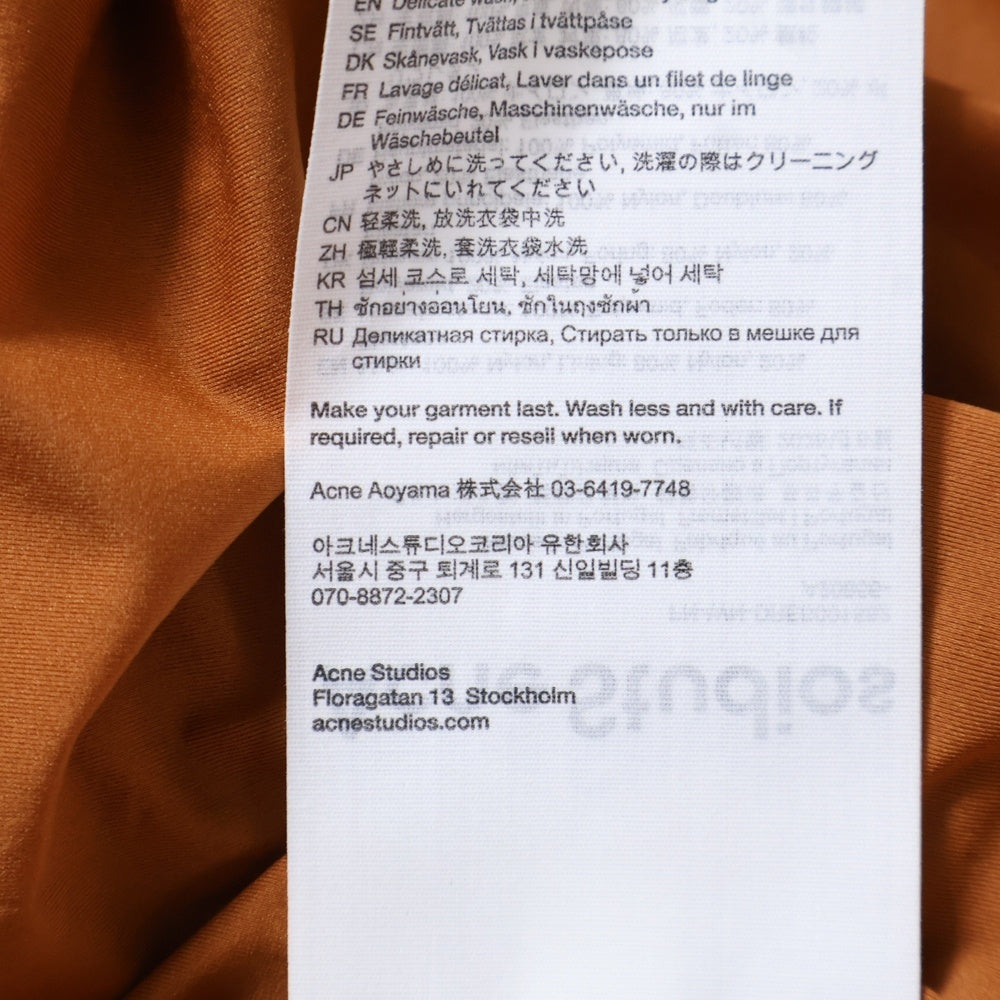 EN Delicate wash,
SE Fintvätt, Tvättas i tvättpåse
DK Skånevask, Vask i vaskepose
FR Lavage délicat, Laver dans un filet de linge
DE Feinwäsche, Maschinenwäsche, nur im
Wäschebeutel
JP やさしめに洗ってください, 洗濯の際はクリーニング
ネットにいれてください
CN 轻柔洗, 放洗衣袋中洗
ZH 極輕柔洗, 套洗衣袋水洗
KR 섬세 코스로 세탁, 세탁망에 넣어 세탁
TH ซักอย่างอ่อนโยน, ซักในถุงซักผ้า
RU Деликатная стирка, Стирать только в мешке для
стирки
Make your garment last. Wash less and with care. If
required, repair or resell when worn.
Acne Aoyama 株式会社 03-6419-7748
아크네스튜디오코리아 유한회사
서울시 중구 퇴계로 131 신일빌딩 11층
070-8872-2307
Acne Studios
Floragatan 13 Stockholm
acnestudios.com